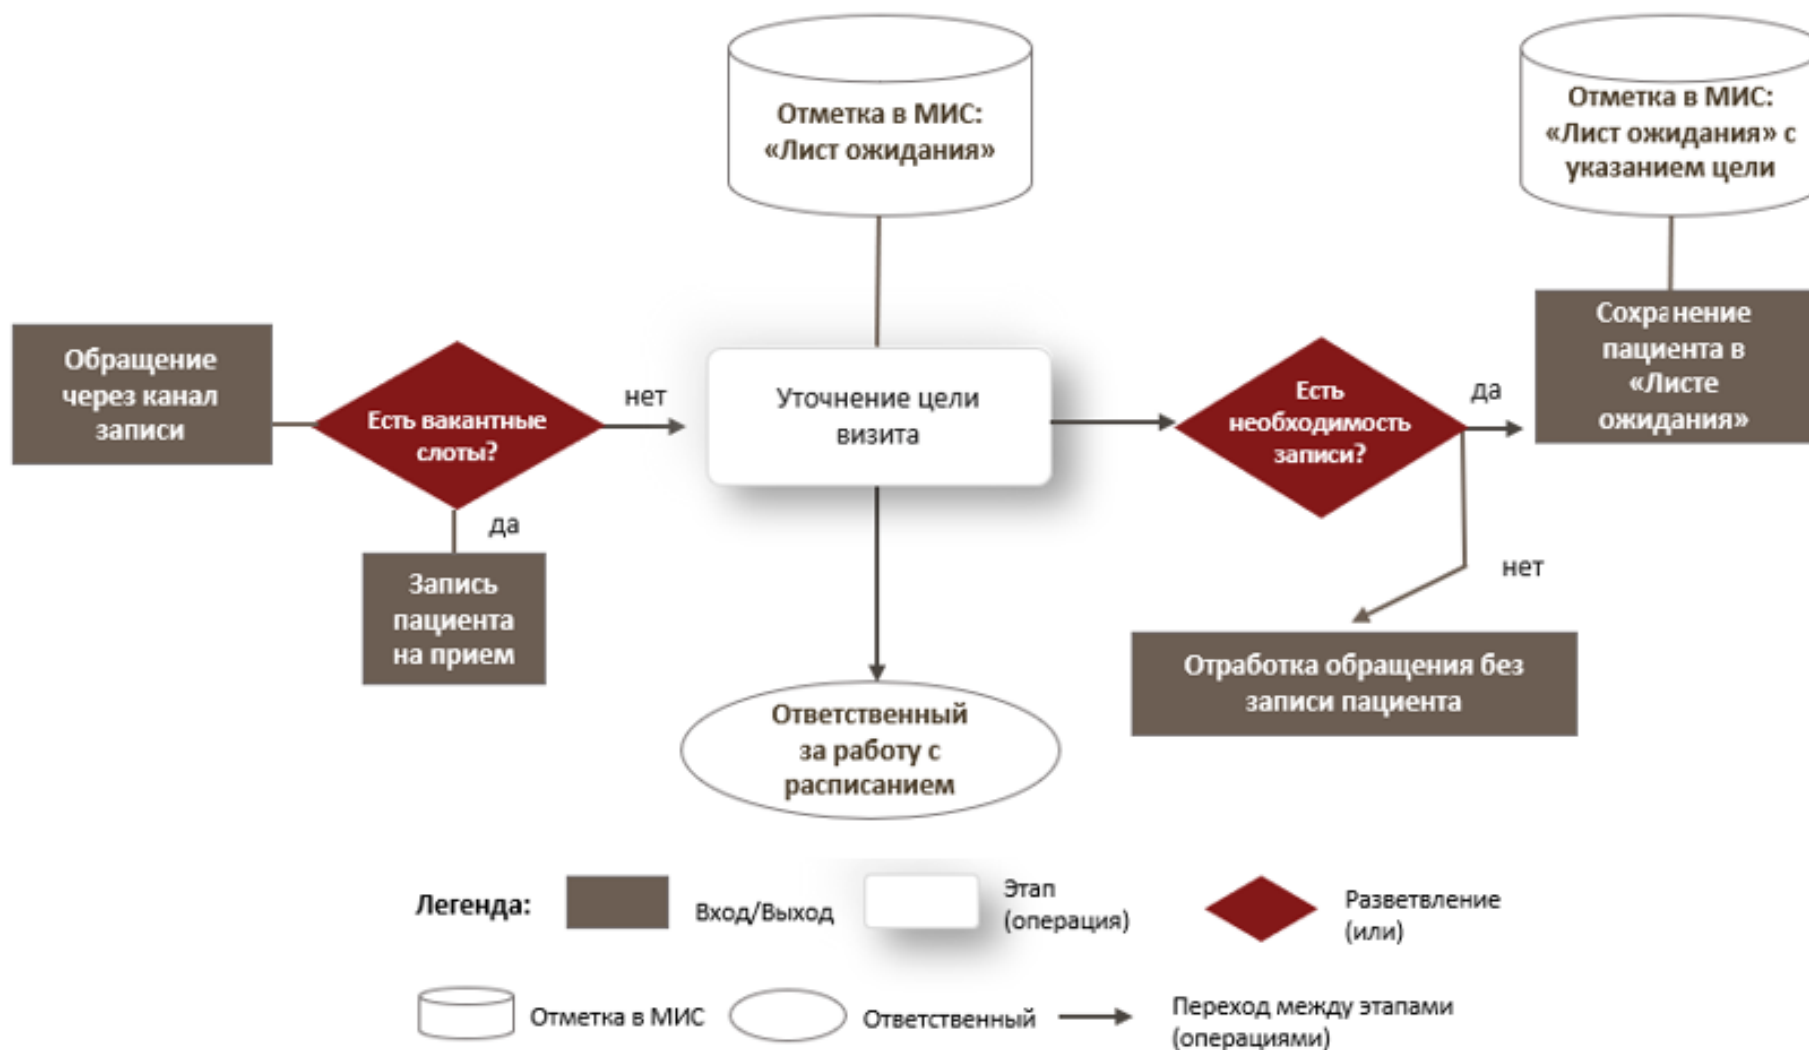 Отметка в МИС:
«Лист ожидания»
Отметка в МИС:
«Лист ожидания» с
указанием цели
Обращение
через канал
записи
Есть вакантные
слоты?
нет
да
Запись
пациента
на прием
Уточнение цели
визита
Ответственный
за работу с
расписанием
Есть
необходимость
записи?
да
Сохранение
пациента в
«Листе
ожидания»
нет
Отработка обращения без
записи пациента
Легенда:
Вход/Выход
Этап
(операция)
Разветвление
(или)
Отметка в МИС
Ответственный
Переход между этапами
(операциями)